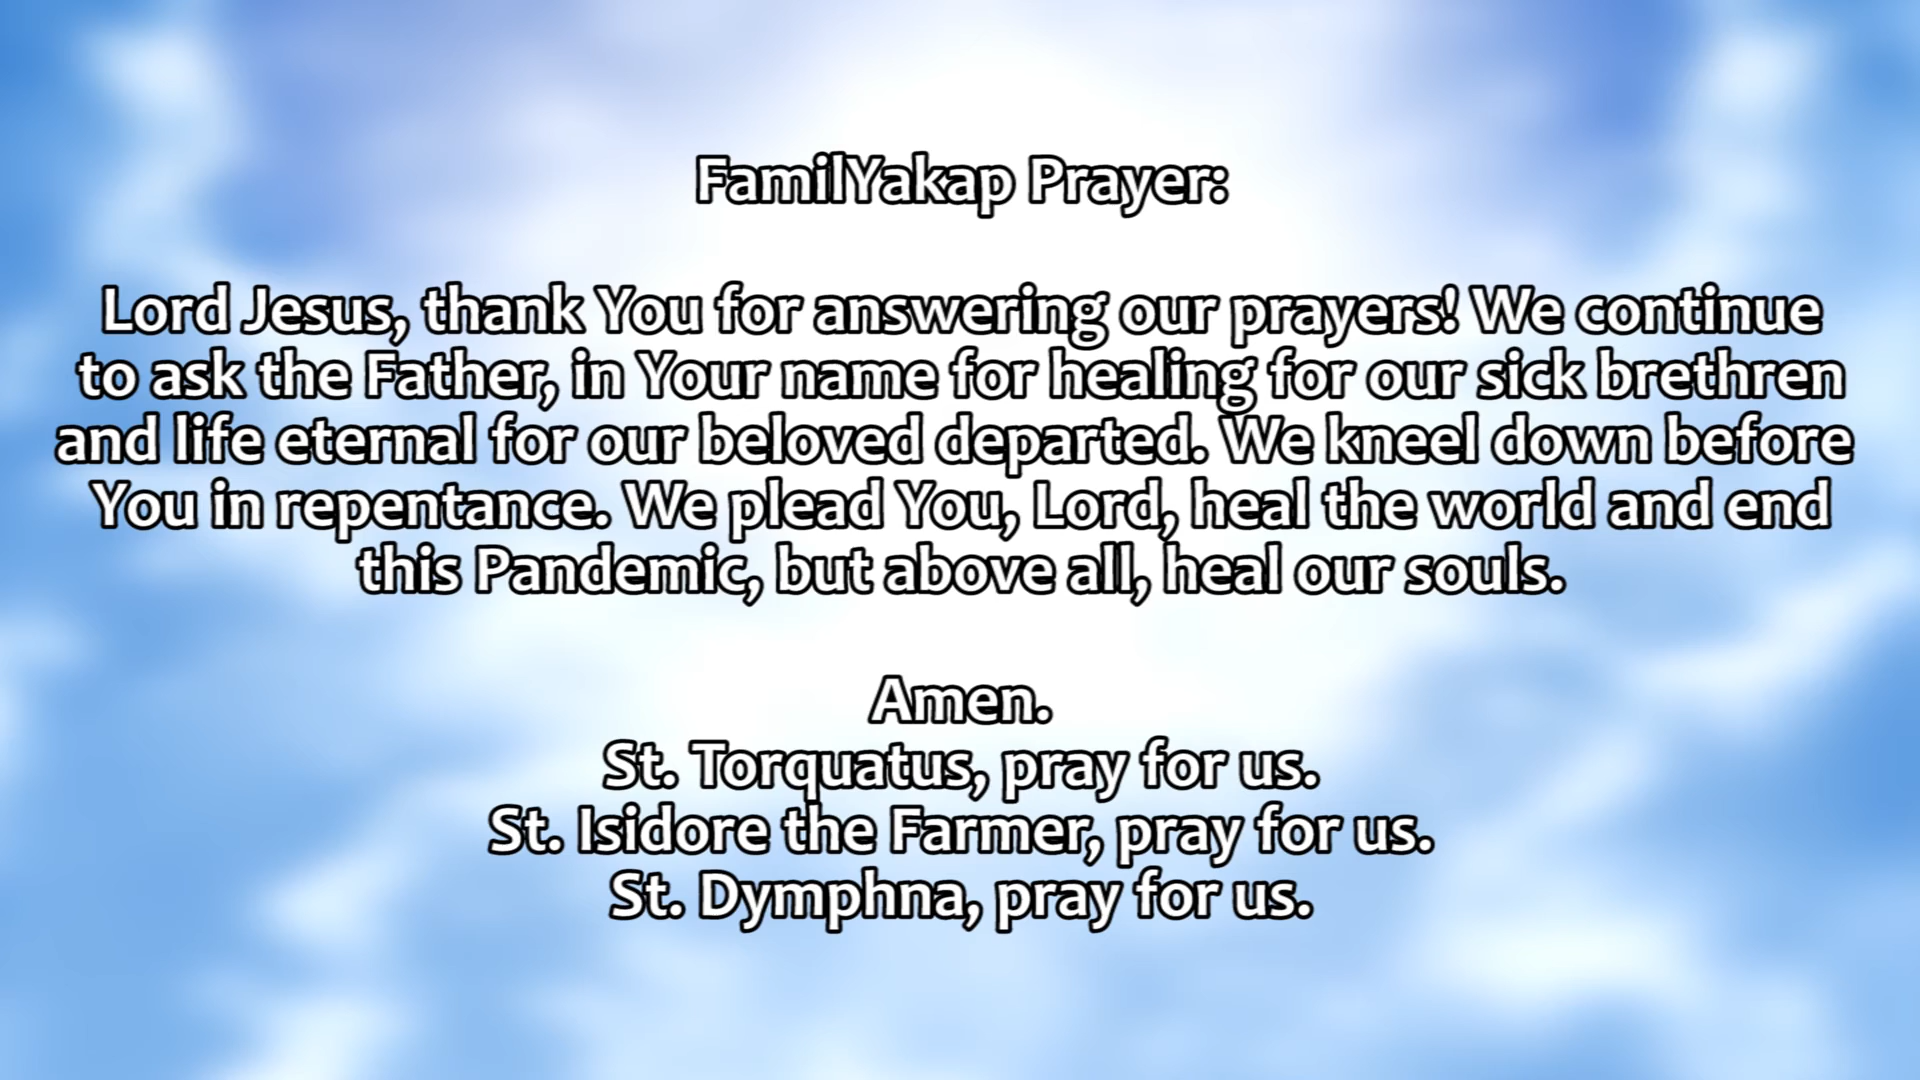 FamilYakap Prayer:
Lord Jesus, thank You for answering our prayers! We continue
to ask the Father, in Your name for healing for our sick brethren
and life eternal for our beloved departed. We kneel down before
You in repentance. We plead You, Lord, heal the world and end
this Pandemic, but above all, heal our souls.
Amen.
St. Torquatus, pray for us.
St. Isidore the Farmer, pray for us.
St. Dymphna, pray for us.